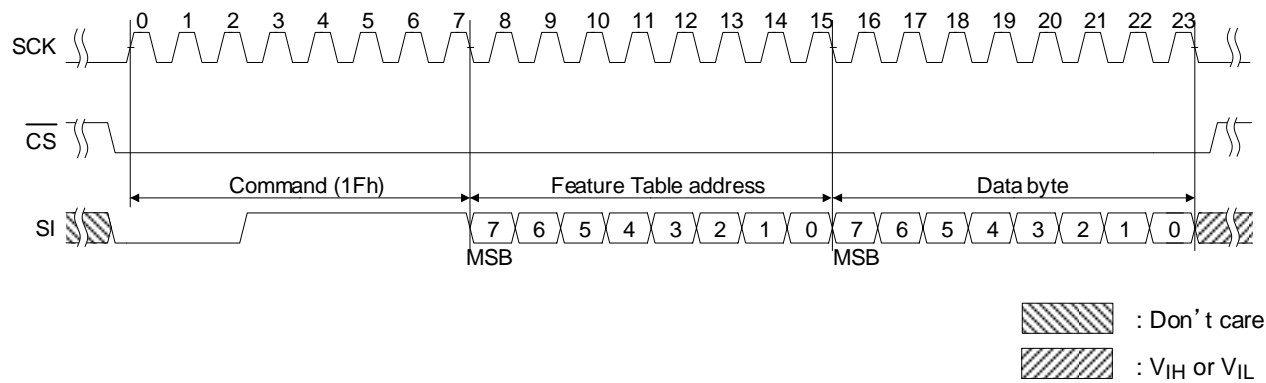 0 1 2 3 4 5 6 7 8 9 10 11 12 13 14 15 16 17 18 19 20 21 22 23
SCK
CS
Command (1Fh) Feature Table address Data byte
SI 7 6 5 4 3 2 1 0 7 6 5 4 3 2 1 0
MSB MSB
: Don't care
: VIH or VIL